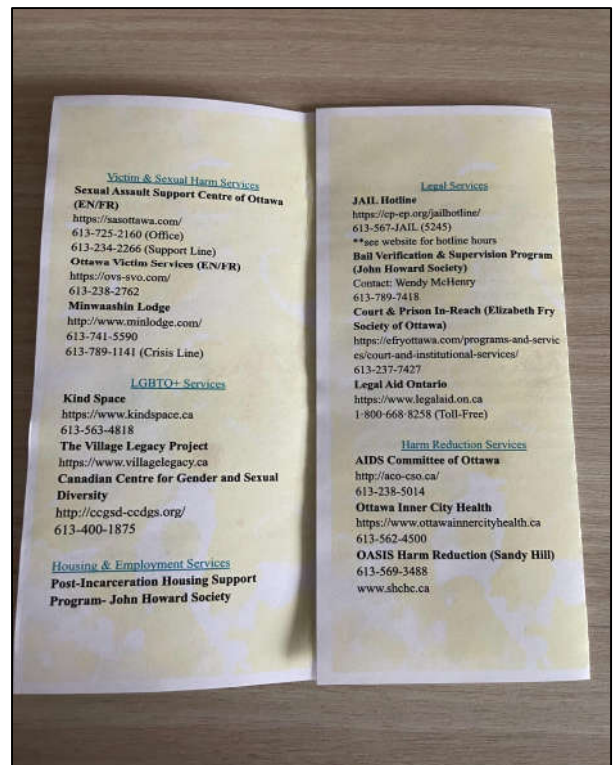 Victim & Sexual Harm Services
Sexual Assault Support Centre of Ottawa
(EN/FR)
https://sasottawa.com/
613-725-2160 (Office)
613-234-2266 (Support Line)
Ottawa Victim Services (EN/FR)
https://ovs-svo.com/
613-238-2762
Minwaashin Lodge
http://www.minlodge.com/
613-741-5590
613-789-1141 (Crisis Line)
LGBTQ+ Services
Kind Space
https://www.kindspace.ca
613-563-4818
The Village Legacy Project
https://www.villagelegacy.ca
Canadian Centre for Gender and Sexual
Diversity
http://ccgsd-ccdgs.org/
613-400-1875
Housing & Employment Services
Post-Incarceration Housing Support
Program- John Howard Society
Legal Services
JAIL Hotline
https://cp-ep.org/jailhotline/
613-567-JAIL (5245)
**see website for hotline hours
Bail Verification & Supervision Program
(John Howard Society)
Contact: Wendy McHenry
613-789-7418
Court & Prison In-Reach (Elizabeth Fry
Society of Ottawa)
https://efryottawa.com/programs-and-servic
es/court-and-institutional-services/
613-237-7427
Legal Aid Ontario
https://www.legalaid.on.ca
1-800-668-8258 (Toll-Free)
Harm Reduction Services
AIDS Committee of Ottawa
http://aco-cso.ca/
613-238-5014
Ottawa Inner City Health
https://www.ottawainnercityhealth.ca
613-562-4500
OASIS Harm Reduction (Sandy Hill)
613-569-3488
www.shchc.ca